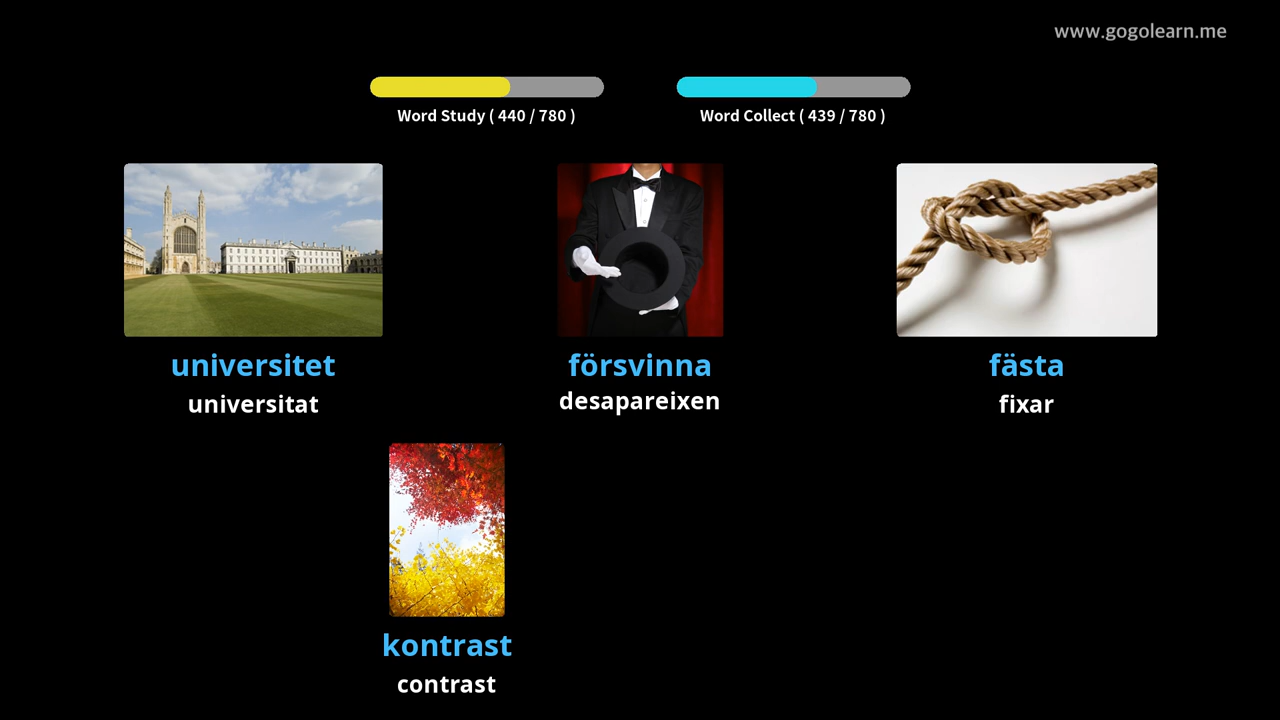 www.gogolearn.me
Word Study ( 440 / 780 )
Word Collect ( 439 / 780 )
universitet
universitat
försvinna
desapareixen
fästa
fixar
kontrast
contrast